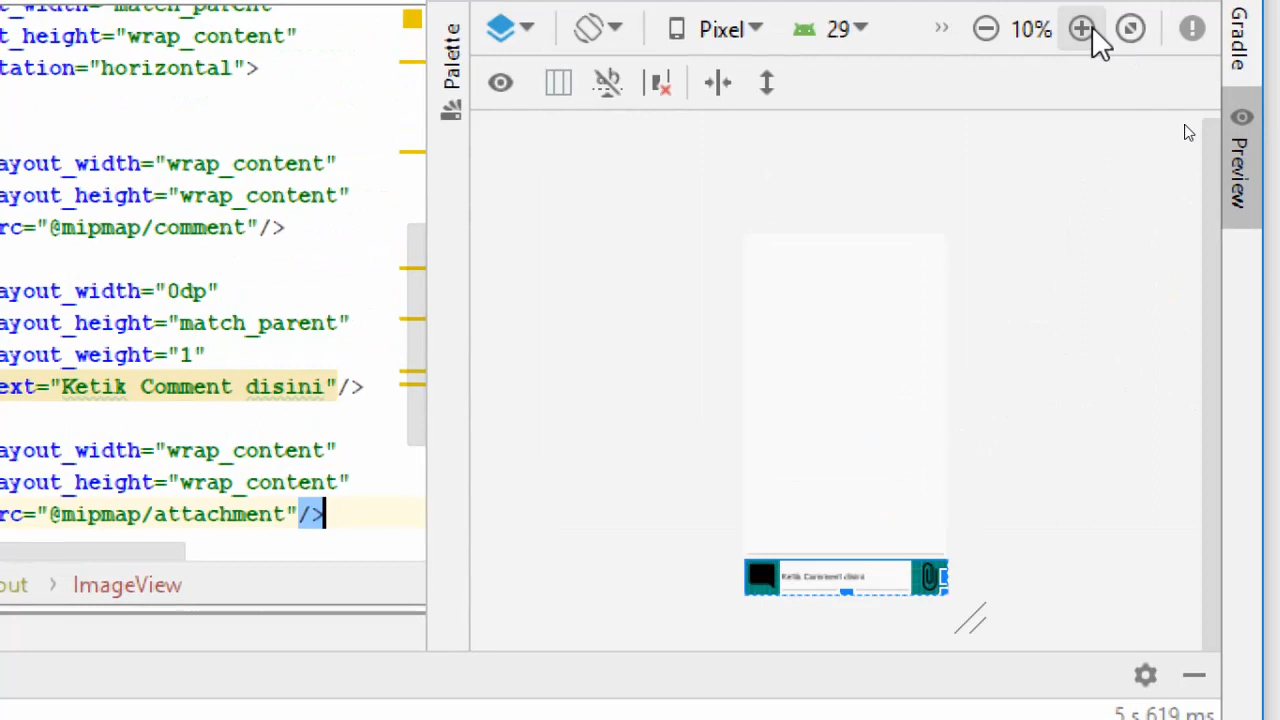 t_width="match_parent"
t_height="wrap_content"
tation="horizontal">
ayout_width="wrap_content"
ayout_height="wrap_content"
rc="@mipmap/comment"/>
ayout_width="0dp"
ayout_height="match_parent"
ayout_weight="1"
ext="Ketik Comment disini"/>
ayout_width="wrap_content"
ayout_height="wrap_content"
rc="@mipmap/attachment"/>
out > ImageView
Palette
Pixel 29 >> 10%
Ketik Comment disini
Gradle
Preview
5 s 619 ms